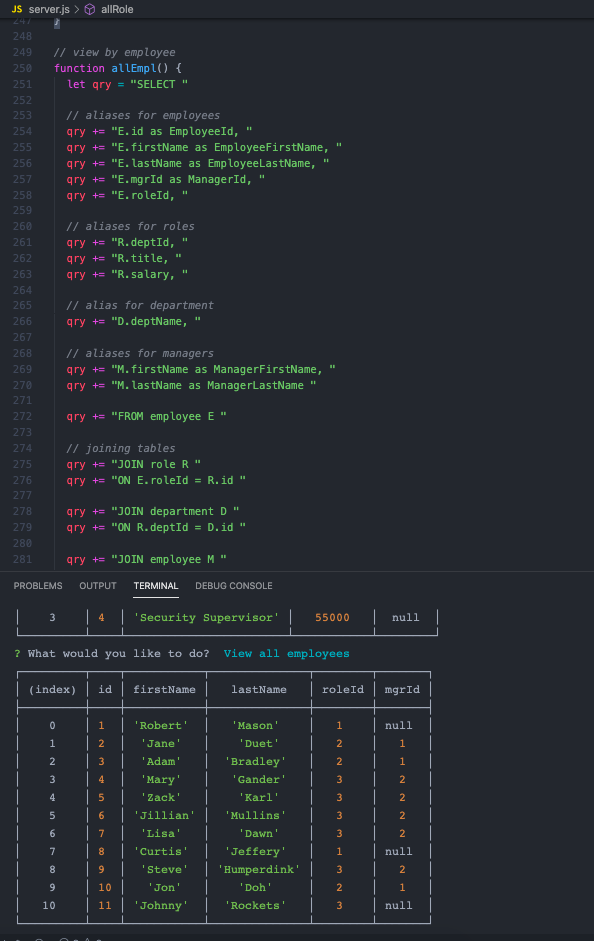 JS server.js > allRole
247 }
248
249 // view by employee
250 function allEmpl() {
251 let qry = "SELECT "
252
253 // aliases for employees
254 qry += "E.id as EmployeeId, "
255 qry += "E.firstName as EmployeeFirstName, "
256 qry += "E.lastName as EmployeeLastName, "
257 qry += "E.mgrId as ManagerId, "
258 qry += "E.roleId, "
259
260 // aliases for roles
261 qry += "R.deptId, "
262 qry += "R.title, "
263 qry += "R.salary, "
264
265 // alias for department
266 qry += "D.deptName, "
267
268 // aliases for managers
269 qry += "M.firstName as ManagerFirstName, "
270 qry += "M.lastName as ManagerLastName "
271
272 qry += "FROM employee E "
273
274 // joining tables
275 qry += "JOIN role R "
276 qry += "ON E.roleId = R.id "
277
278 qry += "JOIN department D "
279 qry += "ON R.deptId = D.id "
280
281 qry += "JOIN employee M "
PROBLEMS OUTPUT TERMINAL DEBUG CONSOLE
3 4 'Security Supervisor' 55000 null
? What would you like to do? View all employees
(index) id firstName lastName roleId mgrId
0 1 'Robert' 'Mason' 1 null
1 2 'Jane' 'Duet' 2 1
2 3 'Adam' 'Bradley' 2 1
3 4 'Mary' 'Gander' 3 2
4 5 'Zack' 'Karl' 3 2
5 6 'Jillian' 'Mullins' 3 2
6 7 'Lisa' 'Dawn' 3 2
7 8 'Curtis' 'Jeffery' 1 null
8 9 'Steve' 'Humperdink' 3 2
9 10 'Jon' 'Doh' 2 1
10 11 'Johnny' 'Rockets' 3 null